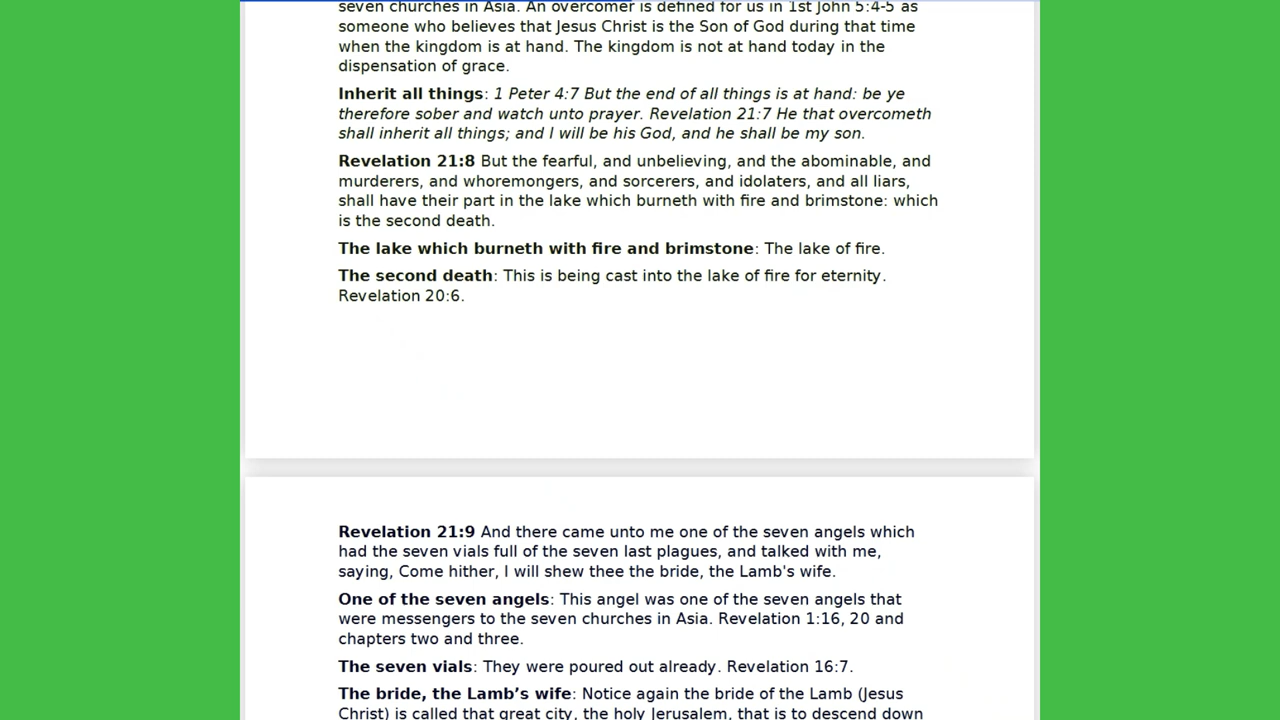 seven churches in Asia. An overcomer is defined for us in 1st John 5:4-5 as
someone who believes that Jesus Christ is the Son of God during that time
when the kingdom is at hand. The kingdom is not at hand today in the
dispensation of grace.
Inherit all things: 1 Peter 4:7 But the end of all things is at hand: be ye
therefore sober and watch unto prayer. Revelation 21:7 He that overcometh
shall inherit all things; and I will be his God, and he shall be my son.
Revelation 21:8 But the fearful, and unbelieving, and the abominable, and
murderers, and whoremongers, and sorcerers, and idolaters, and all liars,
shall have their part in the lake which burneth with fire and brimstone: which
is the second death.
The lake which burneth with fire and brimstone: The lake of fire.
The second death: This is being cast into the lake of fire for eternity.
Revelation 20:6.
Revelation 21:9 And there came unto me one of the seven angels which
had the seven vials full of the seven last plagues, and talked with me,
saying, Come hither, I will shew thee the bride, the Lamb's wife.
One of the seven angels: This angel was one of the seven angels that
were messengers to the seven churches in Asia. Revelation 1:16, 20 and
chapters two and three.
The seven vials: They were poured out already. Revelation 16:7.
The bride, the Lamb’s wife: Notice again the bride of the Lamb (Jesus
Christ) is called that great city, the holy Jerusalem, that is to descend down